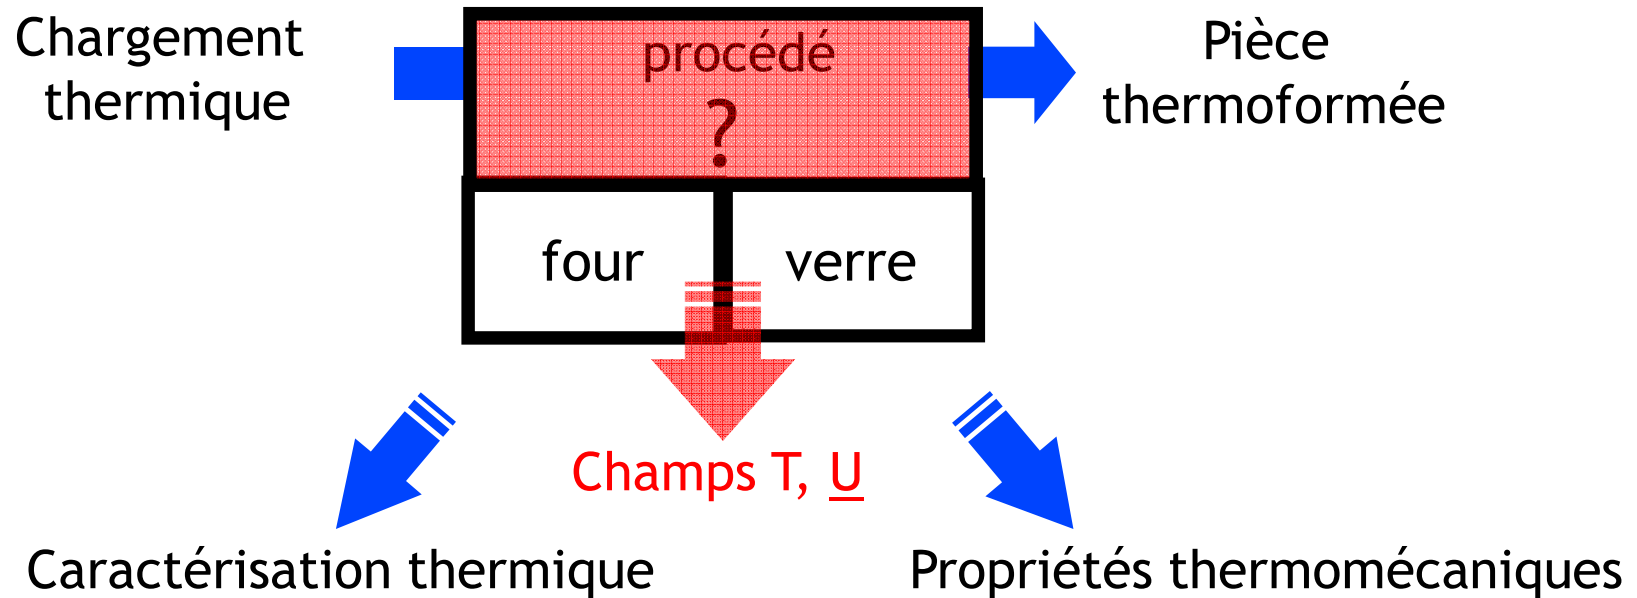 Chargement
thermique
procédé
?
Pièce
thermoformée
four
verre
Champs T, U
Caractérisation thermique
Propriétés thermomécaniques